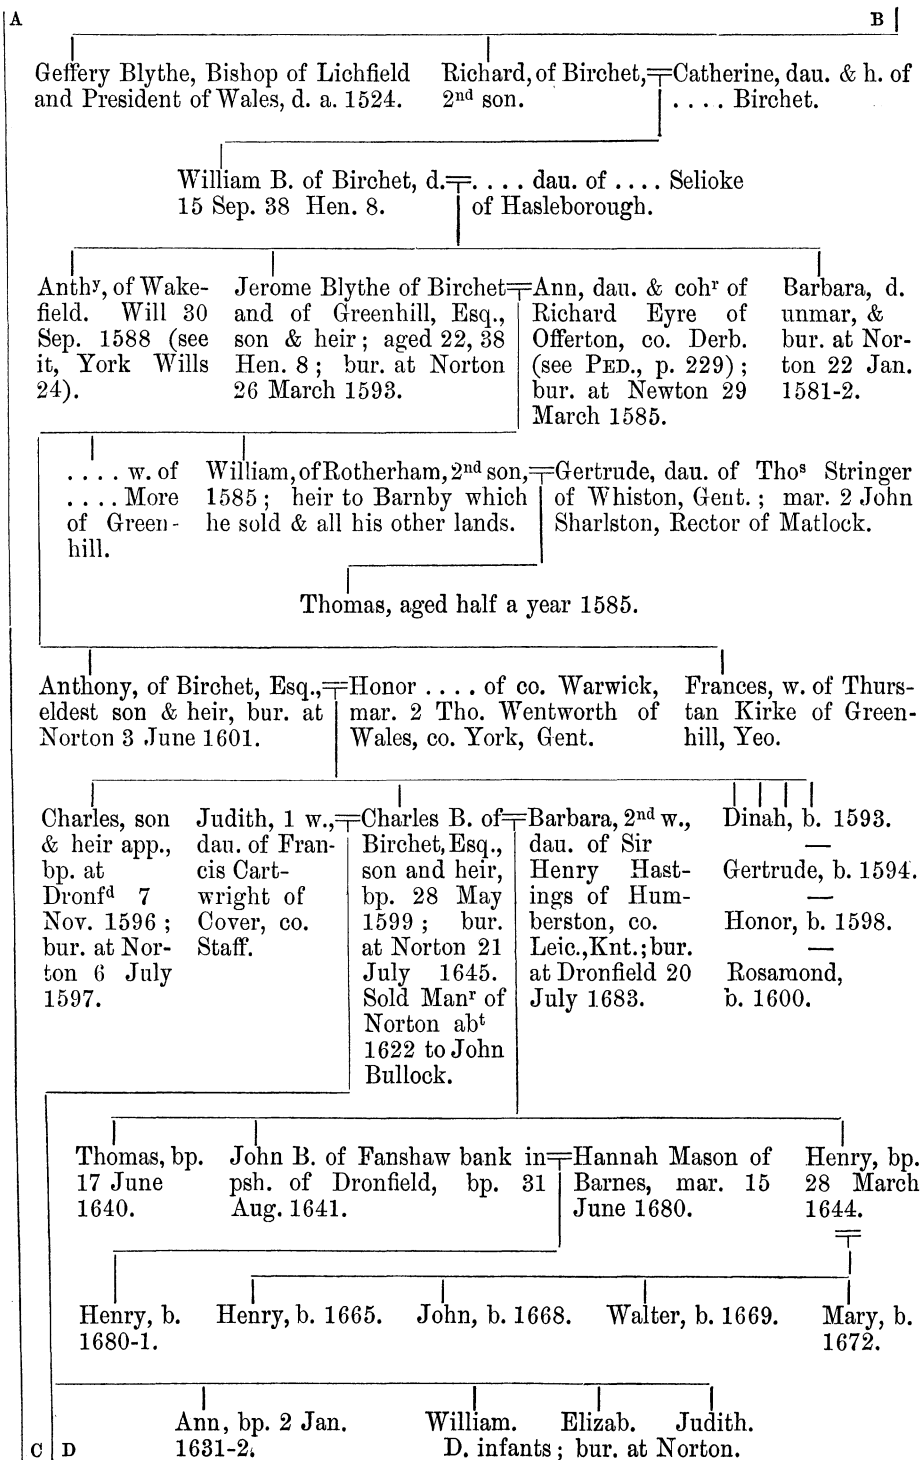 A
B
Geffery Blythe, Bishop of Lichfield
and President of Wales, d. a. 1524.
Richard, of Birchet,
2nd son.
Catherine, dau. & h. of
. . . . Birchet.
William B. of Birchet, d.
15 Sep. 38 Hen. 8.
. . . . dau. of . . . . Selioke
of Hasleborough.
Anthy, of Wake-
field. Will 30
Sep. 1588 (see
it, York Wills
24).
Jerome Blythe of Birchet
and of Greenhill, Esq.,
son & heir; aged 22, 38
Hen. 8; bur. at Norton
26 March 1593.
Ann, dau. & cohr of
Richard Eyre of
Offerton, co. Derb.
(see PED., p. 229);
bur. at Newton 29
March 1585.
Barbara, d.
unmar, &
bur. at Nor-
ton 22 Jan.
1581-2.
. . . . w. of
. . . . More
of Green-
hill.
William, of Rotherham, 2nd son,
1585; heir to Barnby which
he sold & all his other lands.
Gertrude, dau. of Thos Stringer
of Whiston, Gent.; mar. 2 John
Sharlston, Rector of Matlock.
Thomas, aged half a year 1585.
Anthony, of Birchet, Esq.,
eldest son & heir, bur. at
Norton 3 June 1601.
Honor . . . . of co. Warwick,
mar. 2 Tho. Wentworth of
Wales, co. York, Gent.
Frances, w. of Thurs-
tan Kirke of Green-
hill, Yeo.
Charles, son
& heir app.,
bp. at
Dronfd 7
Nov. 1596;
bur. at Nor-
ton 6 July
1597.
Judith, 1 w.,
dau. of Fran-
cis Cart-
wright of
Cover, co.
Staff.
Charles B. of
Birchet, Esq.,
son and heir,
bp. 28 May
1599; bur.
at Norton 21
July 1645.
Sold Manr of
Norton abt
1622 to John
Bullock.
Barbara, 2nd w.,
dau. of Sir
Henry Hast-
ings of Hum-
berston, co.
Leic., Knt.; bur.
at Dronfield 20
July 1683.
Dinah, b. 1593.
—
Gertrude, b. 1594.
—
Honor, b. 1598.
—
Rosamond,
b. 1600.
Thomas, bp.
17 June
1640.
John B. of Fanshaw bank in
psh. of Dronfield, bp. 31
Aug. 1641.
Hannah Mason of
Barnes, mar. 15
June 1680.
Henry, bp.
28 March
1644.
Henry, b.
1680-1.
Henry, b. 1665.
John, b. 1668.
Walter, b. 1669.
Mary, b.
1672.
Ann, bp. 2 Jan.
1631-2.
William.
Elizab.
Judith.
D. infants; bur. at Norton.
C
D